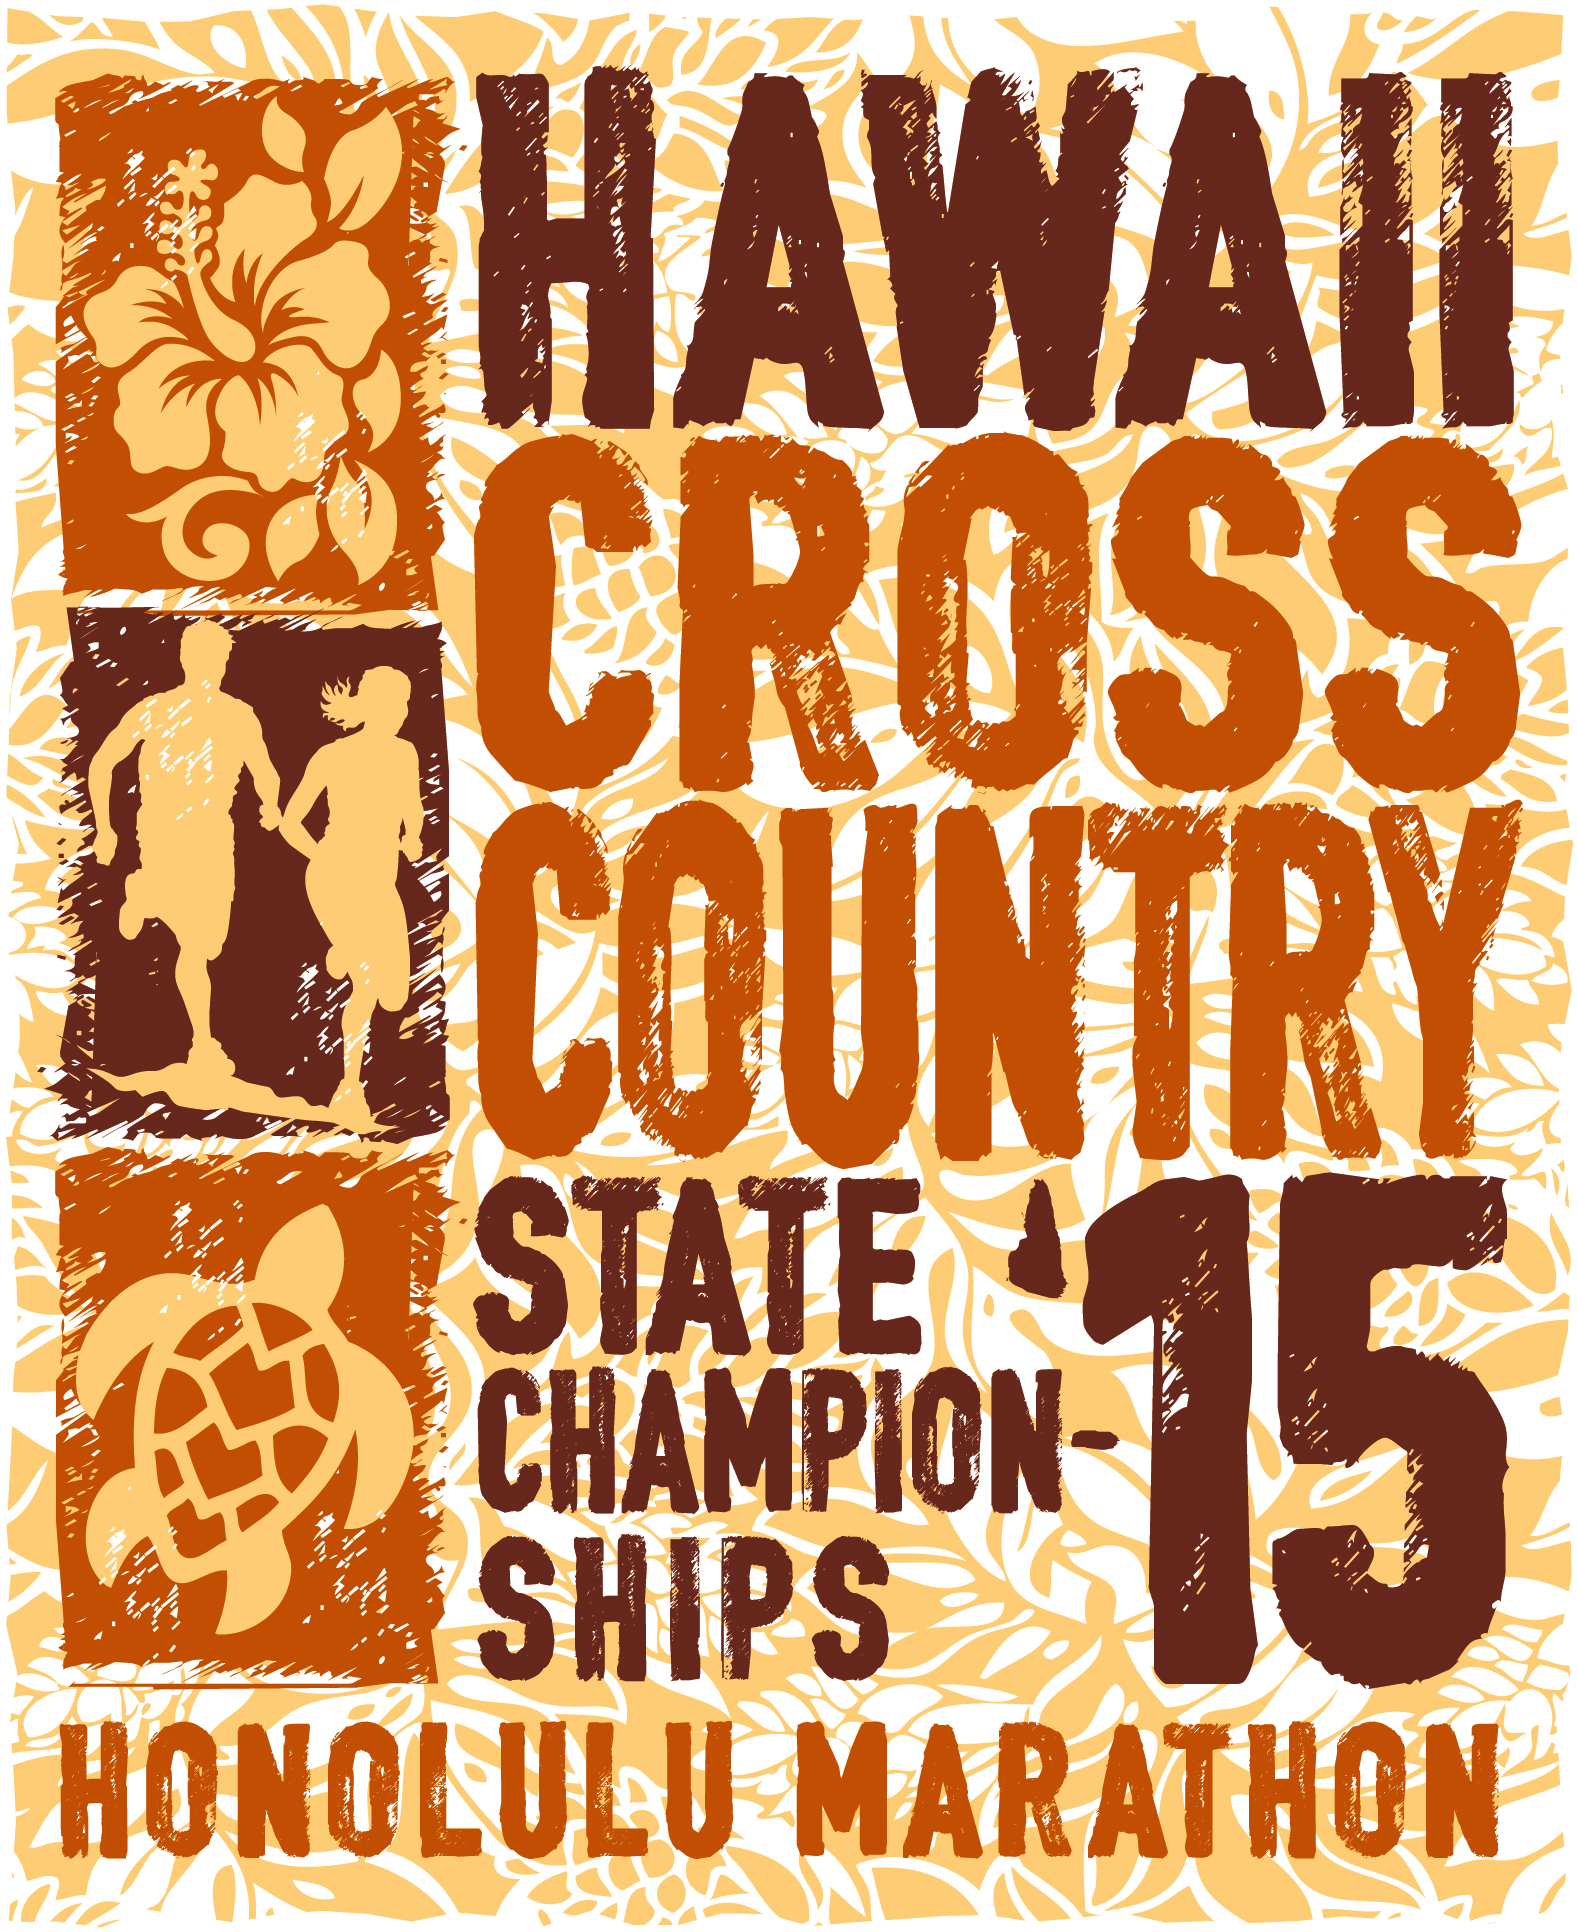 HAWAII
CROSS
COUNTRY
STATE '15
CHAMPION-
SHIPS
HONOLULU MARATHON